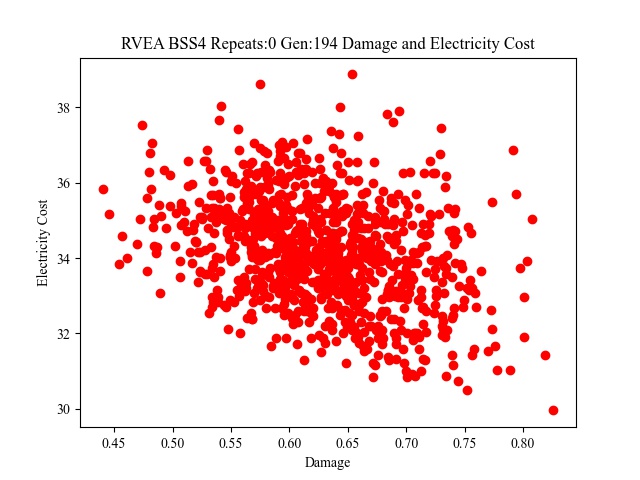 RVEA BSS4 Repeats:0 Gen:194 Damage and Electricity Cost
38
36
34
32
30
Electricity Cost
0.45 0.50 0.55 0.60 0.65 0.70 0.75 0.80
Damage